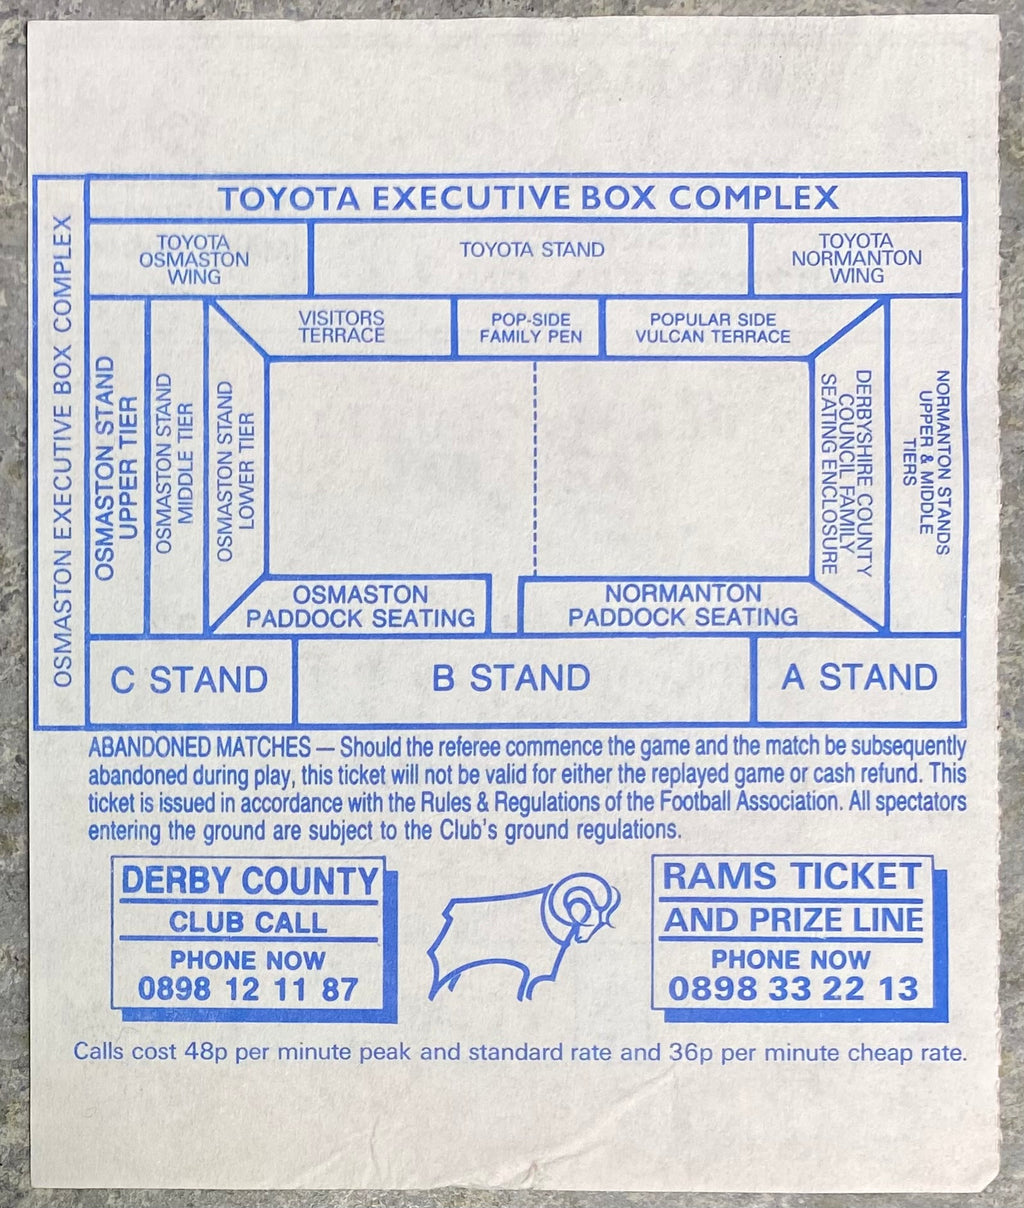 TOYOTA EXECUTIVE BOX COMPLEX
OSMASTON EXECUTIVE BOX COMPLEX
TOYOTA
OSMASTON
WING
TOYOTA STAND
TOYOTA
NORMANTON
WING
VISITORS
TERRACE
POP-SIDE
FAMILY PEN
POPULAR SIDE
VULCAN TERRACE
OSMASTON STAND
UPPER TIER
OSMASTON STAND
MIDDLE TIER
OSMASTON STAND
LOWER TIER
DERBYSHIRE COUNTY
COUNCIL FAMILY
SEATING ENCLOSURE
NORMANTON STANDS
UPPER & MIDDLE
TIERS
OSMASTON
PADDOCK SEATING
NORMANTON
PADDOCK SEATING
C STAND
B STAND
A STAND
ABANDONED MATCHES — Should the referee commence the game and the match be subsequently
abandoned during play, this ticket will not be valid for either the replayed game or cash refund. This
ticket is issued in accordance with the Rules & Regulations of the Football Association. All spectators
entering the ground are subject to the Club's ground regulations.
DERBY COUNTY
CLUB CALL
PHONE NOW
0898 12 11 87
RAMS TICKET
AND PRIZE LINE
PHONE NOW
0898 33 22 13
Calls cost 48p per minute peak and standard rate and 36p per minute cheap rate.